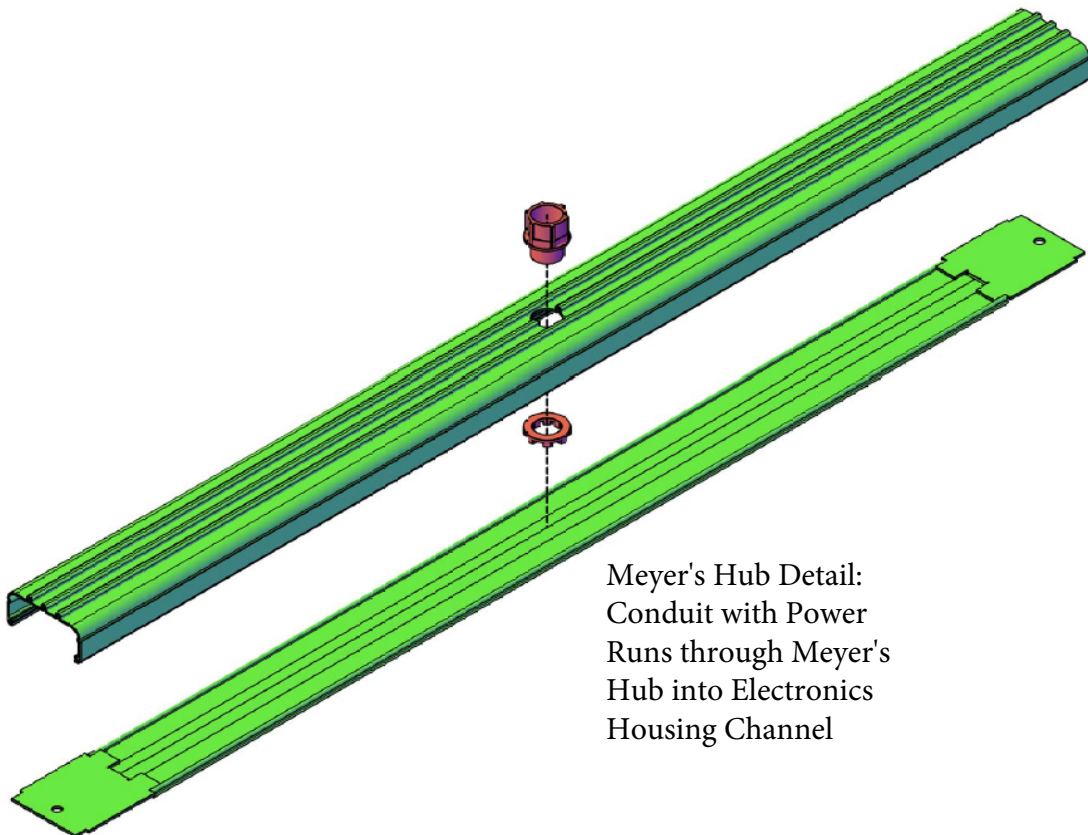 Meyer's Hub Detail:
Conduit with Power
Runs through Meyer's
Hub into Electronics
Housing Channel